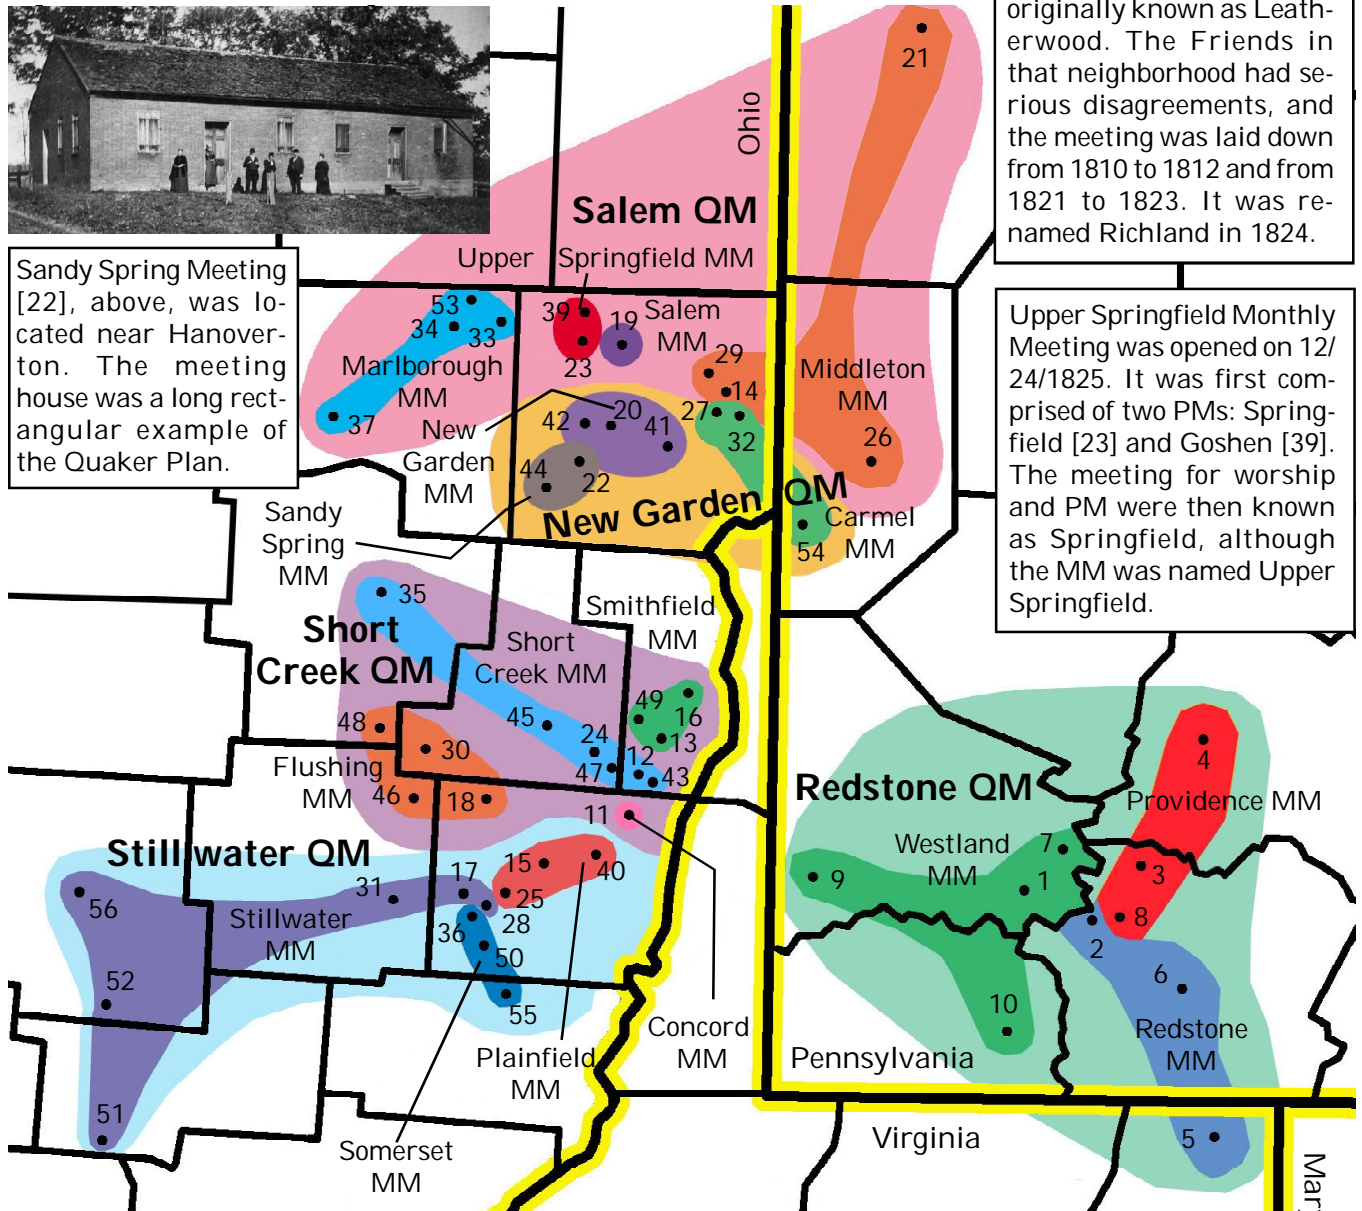 originally known as Leath-
erwood. The Friends in
that neighborhood had se-
rious disagreements, and
the meeting was laid down
from 1810 to 1812 and from
1821 to 1823. It was re-
named Richland in 1824.
Sandy Spring Meeting
[22], above, was lo-
cated near Hanover-
ton. The meeting
house was a long rect-
angular example of
the Quaker Plan.
Upper Springfield Monthly
Meeting was opened on 12/
24/1825. It was first com-
prised of two PMs: Spring-
field [23] and Goshen [39].
The meeting for worship
and PM were then known
as Springfield, although
the MM was named Upper
Springfield.
21
Ohio
Salem QM
Upper Springfield MM
53
39
19
Salem
MM
34
33
23
Marlborough
MM
37
29
14
Middleton
MM
27
32
26
New
Garden
MM
20
42
41
44
22
New Garden QM
Carmel
MM
54
Sandy
Spring
MM
35
Short
Creek QM
Short
Creek MM
Smithfield
MM
49
16
13
45
24
12
47
43
48
30
Flushing
MM
46
18
11
Stillwater QM
17
15
40
31
25
28
56
Stillwater
MM
36
50
52
55
51
Plainfield
MM
Concord
MM
Somerset
MM
Redstone QM
4
Providence MM
Westland
MM
7
9
1
3
8
2
6
10
Redstone
MM
Pennsylvania
Virginia
5
Mar